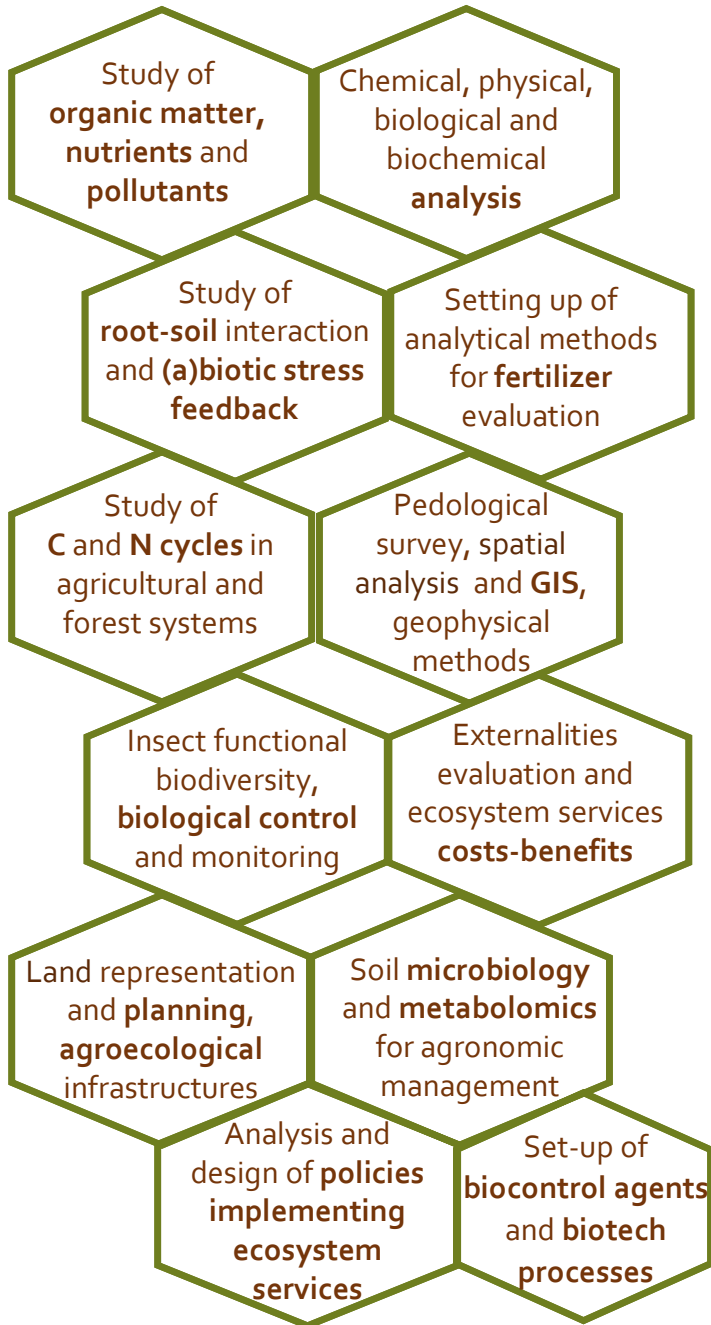 Study of
organic matter,
nutrients and
pollutants
Chemical, physical,
biological and
biochemical
analysis
Study of
root-soil interaction
and (a)biotic stress
feedback
Setting up of
analytical methods
for fertilizer
evaluation
Study of
C and N cycles in
agricultural and
forest systems
Pedological
survey, spatial
analysis and GIS,
geophysical
methods
Insect functional
biodiversity,
biological control
and monitoring
Externalities
evaluation and
ecosystem services
costs-benefits
Land representation
and planning,
agroecological
infrastructures
Soil microbiology
and metabolomics
for agronomic
management
Analysis and
design of policies
implementing
ecosystem
services
Set-up of
biocontrol agents
and biotech
processes